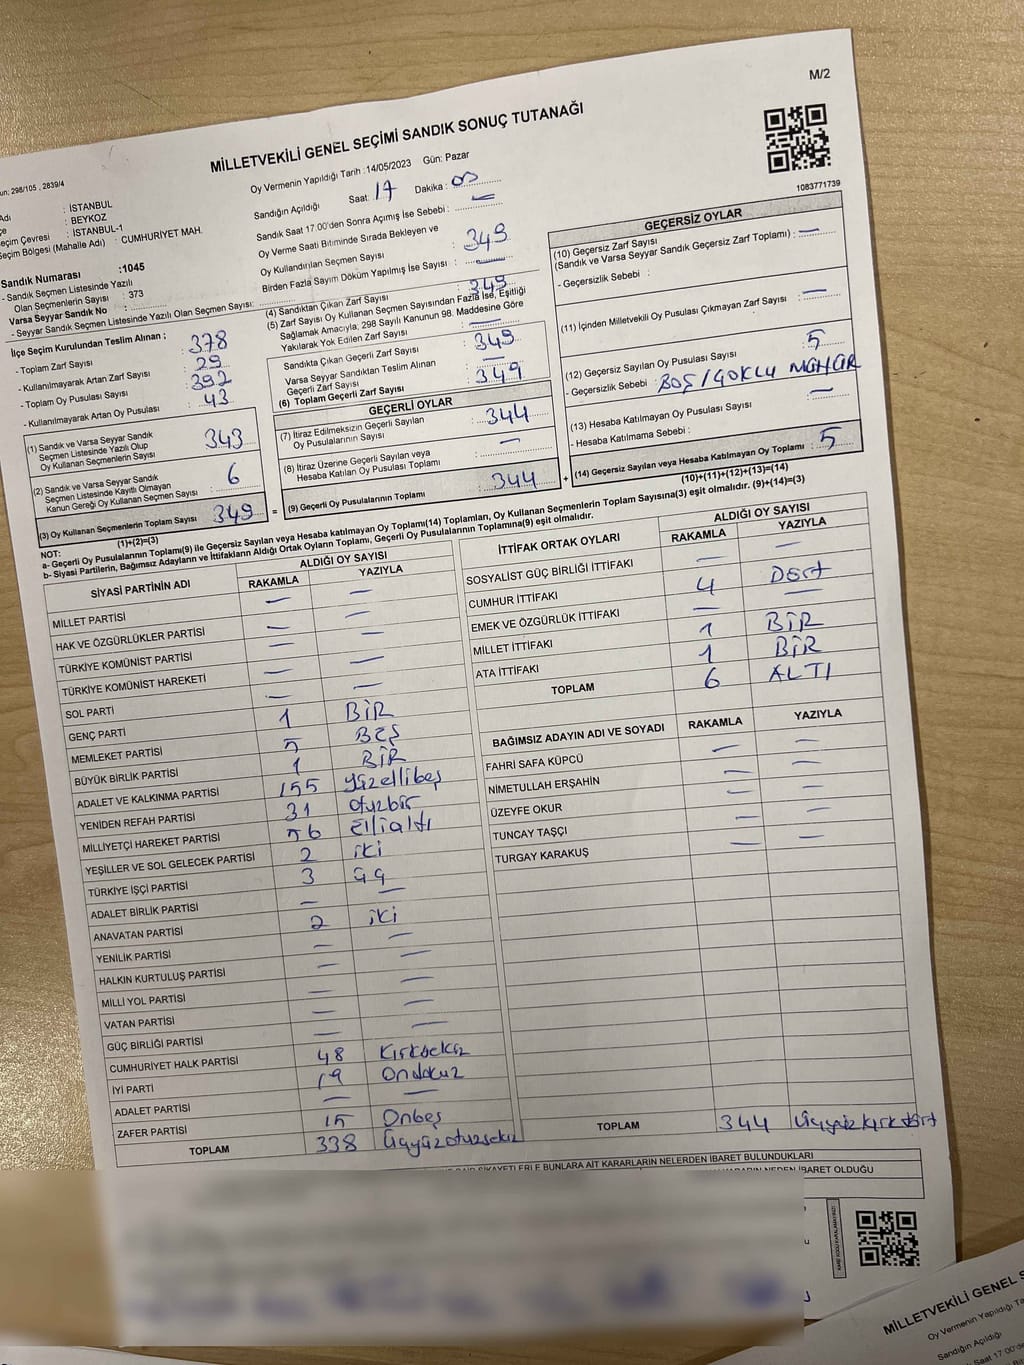 M/2
MİLLETVEKİLİ GENEL SEÇİMİ SANDIK SONUÇ TUTANAĞI
un: 298/105 , 2839/4
Oy Vermenin Yapıldığı Tarih : 14/05/2023 Gün: Pazar
1083771739
Adı : İSTANBUL
çe : BEYKOZ
eçim Çevresi : İSTANBUL-1
Seçim Bölgesi (Mahalle Adı) : CUMHURİYET MAH.
Sandık Numarası :1045
- Sandık Seçmen Listesinde Yazılı
Olan Seçmenlerin Sayısı : 373
Varsa Seyyar Sandık No :
- Seyyar Sandık Seçmen Listesinde Yazılı Olan Seçmen Sayısı:
İlçe Seçim Kurulundan Teslim Alınan ;
- Toplam Zarf Sayısı : 378
- Kullanılmayarak Artan Zarf Sayısı : 29
- Toplam Oy Pusulası Sayısı : 392
- Kullanılmayarak Artan Oy Pusulası : 43
(1) Sandık ve Varsa Seyyar Sandık
Seçmen Listesinde Yazılı Olup
Oy Kullanan Seçmenlerin Sayısı : 343
(2) Sandık ve Varsa Seyyar Sandık
Seçmen Listesinde Kayıtlı Olmayan
Kanun Gereği Oy Kullanan Seçmen Sayısı : 6
(3) Oy Kullanan Seçmenlerin Toplam Sayısı : 349
(1)+(2)=(3)
Sandığın Açıldığı Saat: 17 Dakika : 00
Sandık Saat 17:00'den Sonra Açımış İse Sebebi : —
Oy Verme Saati Bitiminde Sırada Bekleyen ve
Oy Kullandırılan Seçmen Sayısı : 349
Birden Fazla Sayım Döküm Yapılmış İse Sayısı : —
(4) Sandıktan Çıkan Zarf Sayısı : 349
(5) Zarf Sayısı Oy Kullanan Seçmen Sayısından Fazla İse, Eşitliği
Sağlamak Amacıyla; 298 Sayılı Kanunun 98. Maddesine Göre
Yakılarak Yok Edilen Zarf Sayısı : —
Sandıkta Çıkan Geçerli Zarf Sayısı : 349
Varsa Seyyar Sandıktan Teslim Alınan
Geçerli Zarf Sayısı : —
(6) Toplam Geçerli Zarf Sayısı : 349
GEÇERLİ OYLAR
(7) İtiraz Edilmeksizin Geçerli Sayılan
Oy Pusulalarının Sayısı : 344
(8) İtiraz Üzerine Geçerli Sayılan veya
Hesaba Katılan Oy Pusulası Toplamı : —
= (9) Geçerli Oy Pusulalarının Toplamı : 344 +
GEÇERSİZ OYLAR
(10) Geçersiz Zarf Sayısı
(Sandık ve Varsa Seyyar Sandık Geçersiz Zarf Toplamı) : —
- Geçersizlik Sebebi :
(11) İçinden Milletvekili Oy Pusulası Çıkmayan Zarf Sayısı : —
(12) Geçersiz Sayılan Oy Pusulası Sayısı : 5
- Geçersizlik Sebebi : BOŞ/ÇOKLU MÜHÜR
(13) Hesaba Katılmayan Oy Pusulası Sayısı : —
- Hesaba Katılmama Sebebi :
(14) Geçersiz Sayılan veya Hesaba Katılmayan Oy Toplamı : 5
(10)+(11)+(12)+(13)=(14)
NOT:
a- Geçerli Oy Pusulalarının Toplamı(9) ile Geçersiz Sayılan veya Hesaba katılmayan Oy Toplamı(14) Toplamları, Oy Kullanan Seçmenlerin Toplam Sayısına(3) eşit olmalıdır. (9)+(14)=(3)
b- Siyasi Partilerin, Bağımsız Adayların ve İttifakların Aldığı Ortak Oyların Toplamı, Geçerli Oy Pusulalarının Toplamına(9) eşit olmalıdır.
SİYASİ PARTİNİN ADI ALDIĞI OY SAYISI
RAKAMLA YAZIYLA
MİLLET PARTİSİ — —
HAK VE ÖZGÜRLÜKLER PARTİSİ — —
TÜRKİYE KOMÜNİST PARTİSİ — —
TÜRKİYE KOMÜNİST HAREKETİ — —
SOL PARTİ — —
GENÇ PARTİ 1 BİR
MEMLEKET PARTİSİ 5 BEŞ
BÜYÜK BİRLİK PARTİSİ 1 BİR
ADALET VE KALKINMA PARTİSİ 155 yüzellibeş
YENİDEN REFAH PARTİSİ 31 otuzbir
MİLLİYETÇİ HAREKET PARTİSİ 56 Ellialtı
YEŞİLLER VE SOL GELECEK PARTİSİ 2 iki
TÜRKİYE İŞÇİ PARTİSİ 3 üç
ADALET BİRLİK PARTİSİ — —
ANAVATAN PARTİSİ 2 iki
YENİLİK PARTİSİ — —
HALKIN KURTULUŞ PARTİSİ — —
MİLLİ YOL PARTİSİ — —
VATAN PARTİSİ — —
GÜÇ BİRLİĞİ PARTİSİ — —
CUMHURİYET HALK PARTİSİ 48 Kırksekiz
İYİ PARTİ 19 Ondokuz
ADALET PARTİSİ — —
ZAFER PARTİSİ 15 Onbeş
TOPLAM 338 Üçyüzotuzsekiz
İTTİFAK ORTAK OYLARI ALDIĞI OY SAYISI
RAKAMLA YAZIYLA
SOSYALİST GÜÇ BİRLİĞİ İTTİFAKI — —
CUMHUR İTTİFAKI 4 Dört
EMEK VE ÖZGÜRLÜK İTTİFAKI — —
MİLLET İTTİFAKI 1 BİR
ATA İTTİFAKI 1 BİR
TOPLAM 6 ALTI
BAĞIMSIZ ADAYIN ADI VE SOYADI RAKAMLA YAZIYLA
FAHRİ SAFA KÜPCÜ — —
NİMETULLAH ERŞAHİN — —
ÜZEYFE OKUR — —
TUNCAY TAŞÇI — —
TURGAY KARAKUŞ — —
TOPLAM 344 Üçyüzkırkdört
ŞİKAYETLERLE BUNLARA AİT KARARLARIN NELERDEN İBARET BULUNDUKLARI
NEDEN İBARET OLDUĞU
MİLLETVEKİLİ GENEL S
Oy Vermenin Yapıldığı Ta
Sandığın Açıldığı
Saat 17:00'de